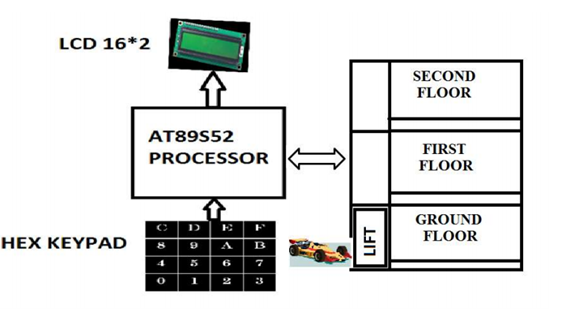 LCD 16*2
AT89S52
PROCESSOR
HEX KEYPAD
C D E F
8 9 A B
4 5 6 7
0 1 2 3
SECOND
FLOOR
FIRST
FLOOR
GROUND
FLOOR
LIFT